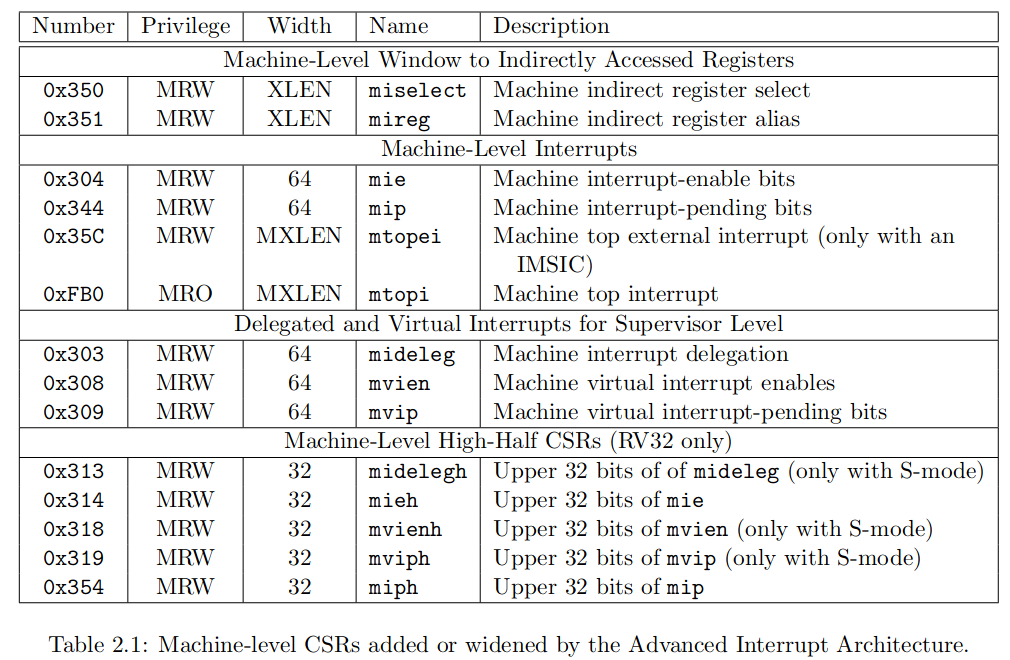 Number Privilege Width Name Description
Machine-Level Window to Indirectly Accessed Registers
0x350 MRW XLEN miselect Machine indirect register select
0x351 MRW XLEN mireg Machine indirect register alias
Machine-Level Interrupts
0x304 MRW 64 mie Machine interrupt-enable bits
0x344 MRW 64 mip Machine interrupt-pending bits
0x35C MRW MXLEN mtopei Machine top external interrupt (only with an
IMSIC)
0xFB0 MRO MXLEN mtopi Machine top interrupt
Delegated and Virtual Interrupts for Supervisor Level
0x303 MRW 64 mideleg Machine interrupt delegation
0x308 MRW 64 mvien Machine virtual interrupt enables
0x309 MRW 64 mvip Machine virtual interrupt-pending bits
Machine-Level High-Half CSRs (RV32 only)
0x313 MRW 32 midelegh Upper 32 bits of of mideleg (only with S-mode)
0x314 MRW 32 mieh Upper 32 bits of mie
0x318 MRW 32 mvienh Upper 32 bits of mvien (only with S-mode)
0x319 MRW 32 mviph Upper 32 bits of mvip (only with S-mode)
0x354 MRW 32 miph Upper 32 bits of mip
Table 2.1: Machine-level CSRs added or widened by the Advanced Interrupt Architecture.